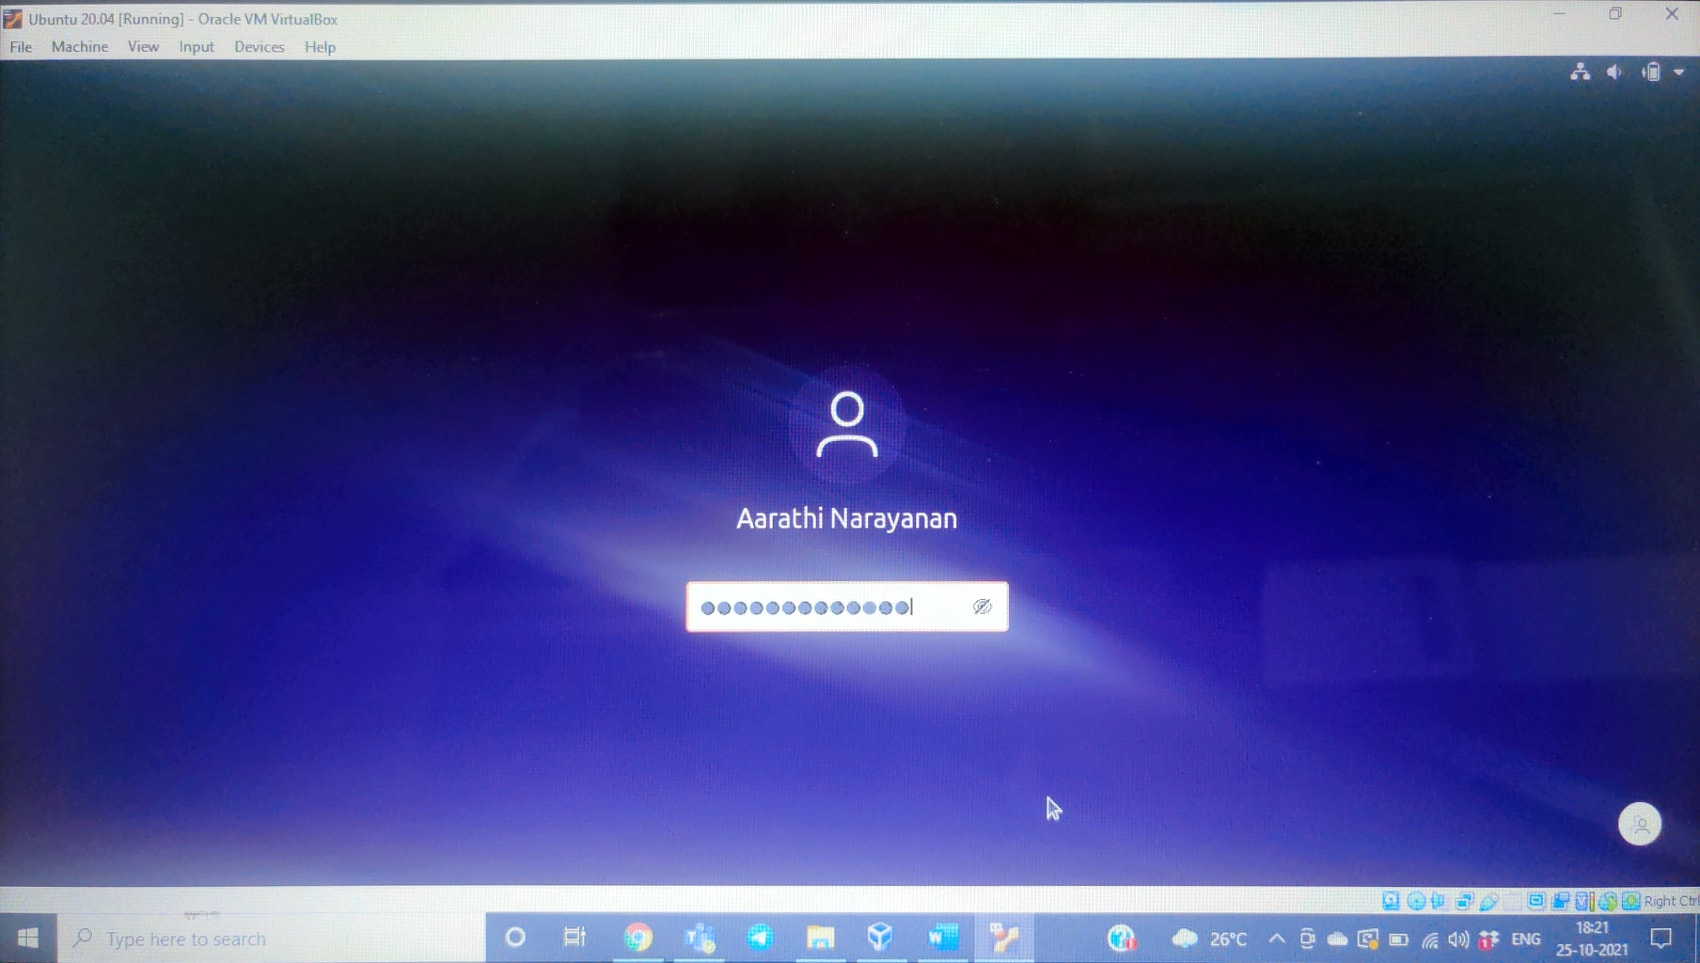 Ubuntu 20.04 [Running] - Oracle VM VirtualBox
File Machine View Input Devices Help
Aarathi Narayanan
Right Ctrl
Type here to search
26°C
ENG
18:21
25-10-2021